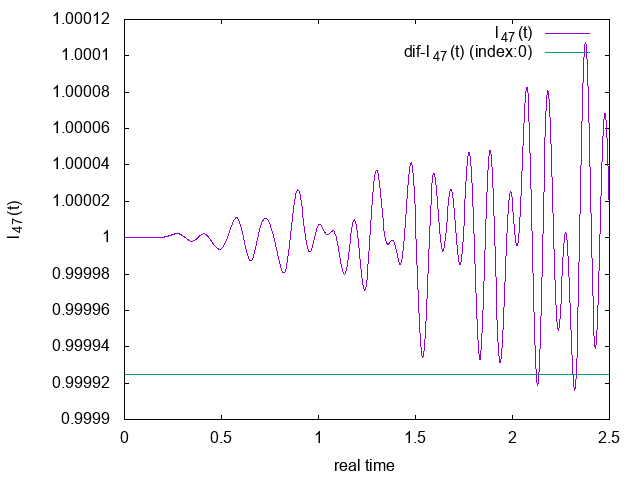 1.00012
1.0001
1.00008
1.00006
1.00004
1.00002
1
0.99998
0.99996
0.99994
0.99992
0.9999
I47(t)
I47(t)
dif-I47(t) (index:0)
0 0.5 1 1.5 2 2.5
real time